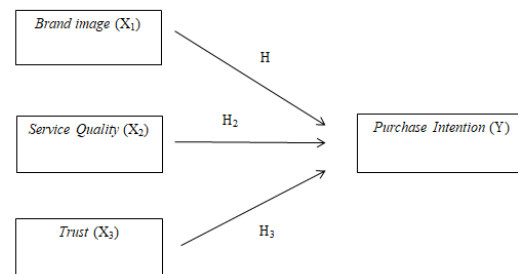 Brand image (X₁)
H
Service Quality (X₂)
H₂
Purchase Intention (Y)
Trust (X₃)
H₃